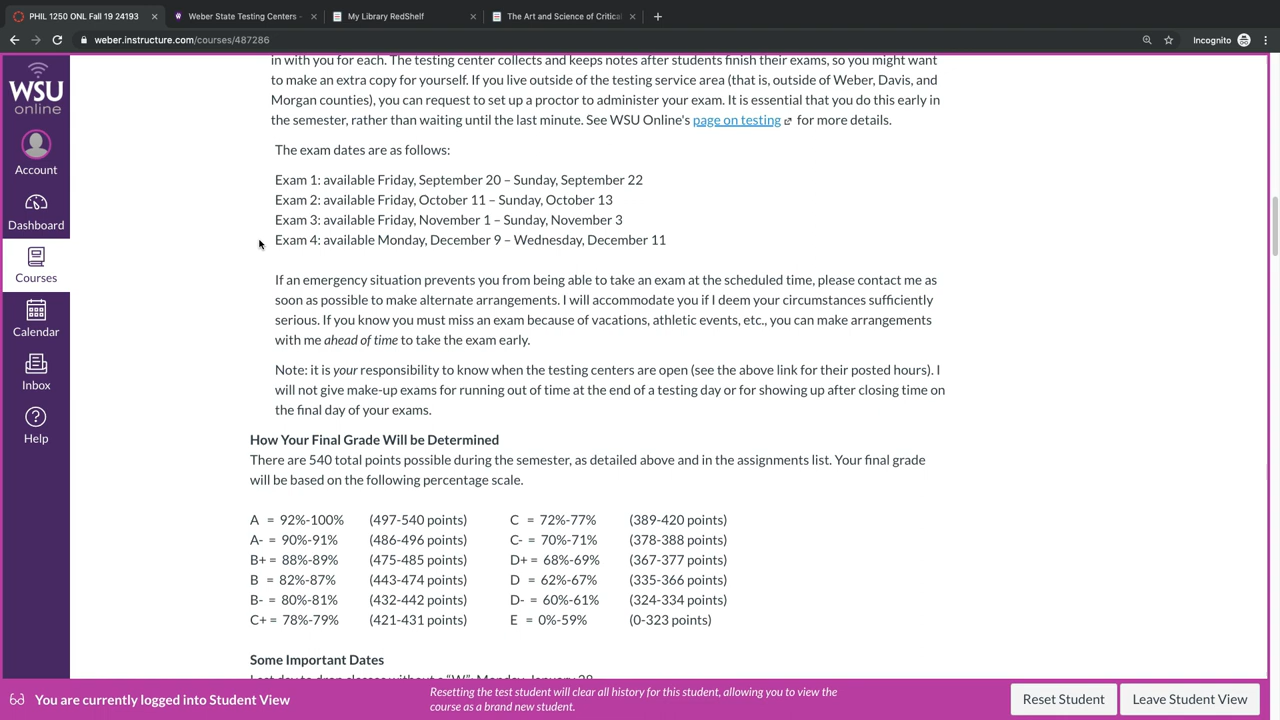 PHIL 1250 ONL Fall 19 24193
Weber State Testing Centers -
My Library RedShelf
The Art and Science of Critical
weber.instructure.com/courses/487286
Incognito
WSU
online
Account
Dashboard
Courses
Calendar
Inbox
Help
in with you for each. The testing center collects and keeps notes after students finish their exams, so you might want
to make an extra copy for yourself. If you live outside of the testing service area (that is, outside of Weber, Davis, and
Morgan counties), you can request to set up a proctor to administer your exam. It is essential that you do this early in
the semester, rather than waiting until the last minute. See WSU Online's page on testing for more details.
The exam dates are as follows:
Exam 1: available Friday, September 20 – Sunday, September 22
Exam 2: available Friday, October 11 – Sunday, October 13
Exam 3: available Friday, November 1 – Sunday, November 3
Exam 4: available Monday, December 9 – Wednesday, December 11
If an emergency situation prevents you from being able to take an exam at the scheduled time, please contact me as
soon as possible to make alternate arrangements. I will accommodate you if I deem your circumstances sufficiently
serious. If you know you must miss an exam because of vacations, athletic events, etc., you can make arrangements
with me ahead of time to take the exam early.
Note: it is your responsibility to know when the testing centers are open (see the above link for their posted hours). I
will not give make-up exams for running out of time at the end of a testing day or for showing up after closing time on
the final day of your exams.
How Your Final Grade Will be Determined
There are 540 total points possible during the semester, as detailed above and in the assignments list. Your final grade
will be based on the following percentage scale.
A = 92%-100% (497-540 points) C = 72%-77% (389-420 points)
A- = 90%-91% (486-496 points) C- = 70%-71% (378-388 points)
B+ = 88%-89% (475-485 points) D+ = 68%-69% (367-377 points)
B = 82%-87% (443-474 points) D = 62%-67% (335-366 points)
B- = 80%-81% (432-442 points) D- = 60%-61% (324-334 points)
C+ = 78%-79% (421-431 points) E = 0%-59% (0-323 points)
Some Important Dates
Last day to drop classes without a "W": Monday, January 28
You are currently logged into Student View
Resetting the test student will clear all history for this student, allowing you to view the
course as a brand new student.
Reset Student
Leave Student View